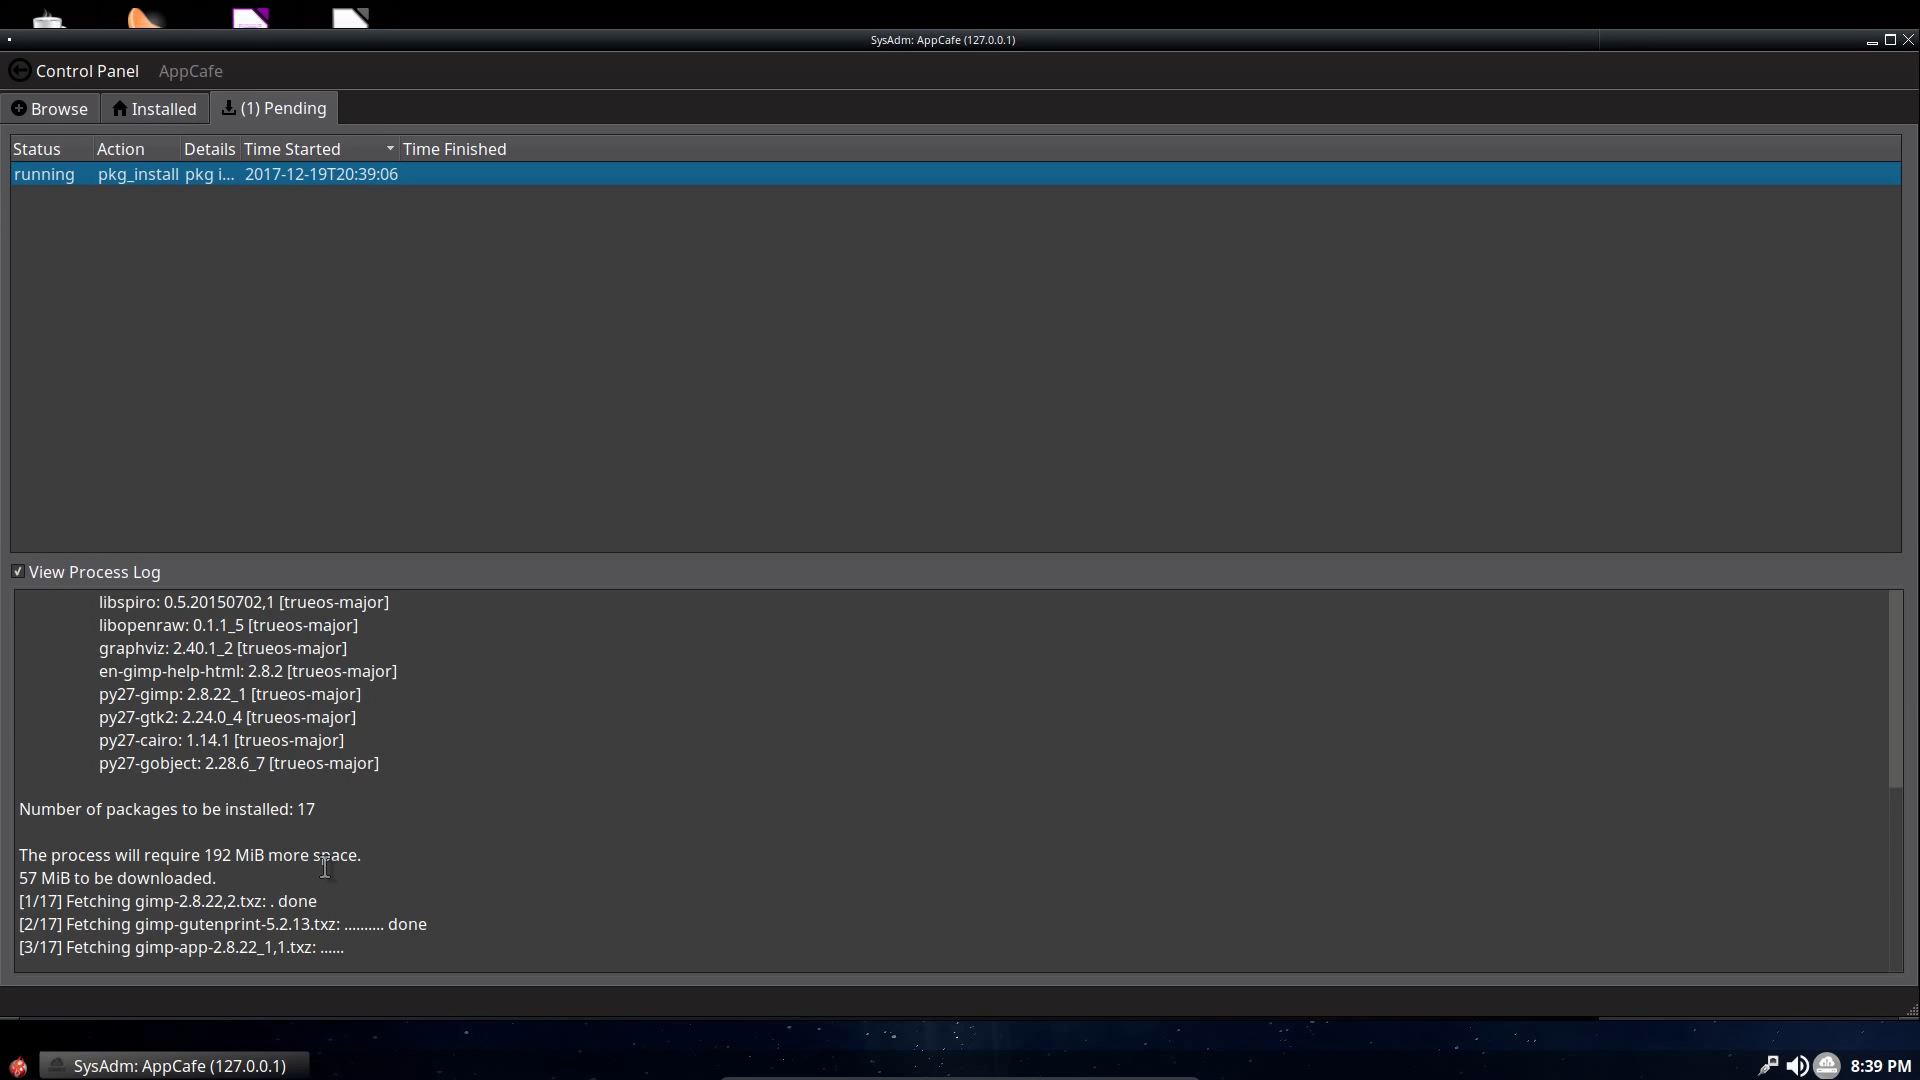 SysAdm: AppCafe (127.0.0.1)
Control Panel AppCafe
Browse Installed (1) Pending
Status Action Details Time Started Time Finished
running pkg_install pkg i... 2017-12-19T20:39:06
View Process Log
libspiro: 0.5.20150702,1 [trueos-major]
libopenraw: 0.1.1_5 [trueos-major]
graphviz: 2.40.1_2 [trueos-major]
en-gimp-help-html: 2.8.2 [trueos-major]
py27-gimp: 2.8.22_1 [trueos-major]
py27-gtk2: 2.24.0_4 [trueos-major]
py27-cairo: 1.14.1 [trueos-major]
py27-gobject: 2.28.6_7 [trueos-major]
Number of packages to be installed: 17
The process will require 192 MiB more space.
57 MiB to be downloaded.
[1/17] Fetching gimp-2.8.22,2.txz: . done
[2/17] Fetching gimp-gutenprint-5.2.13.txz: .......... done
[3/17] Fetching gimp-app-2.8.22_1,1.txz: ......
SysAdm: AppCafe (127.0.0.1)
8:39 PM